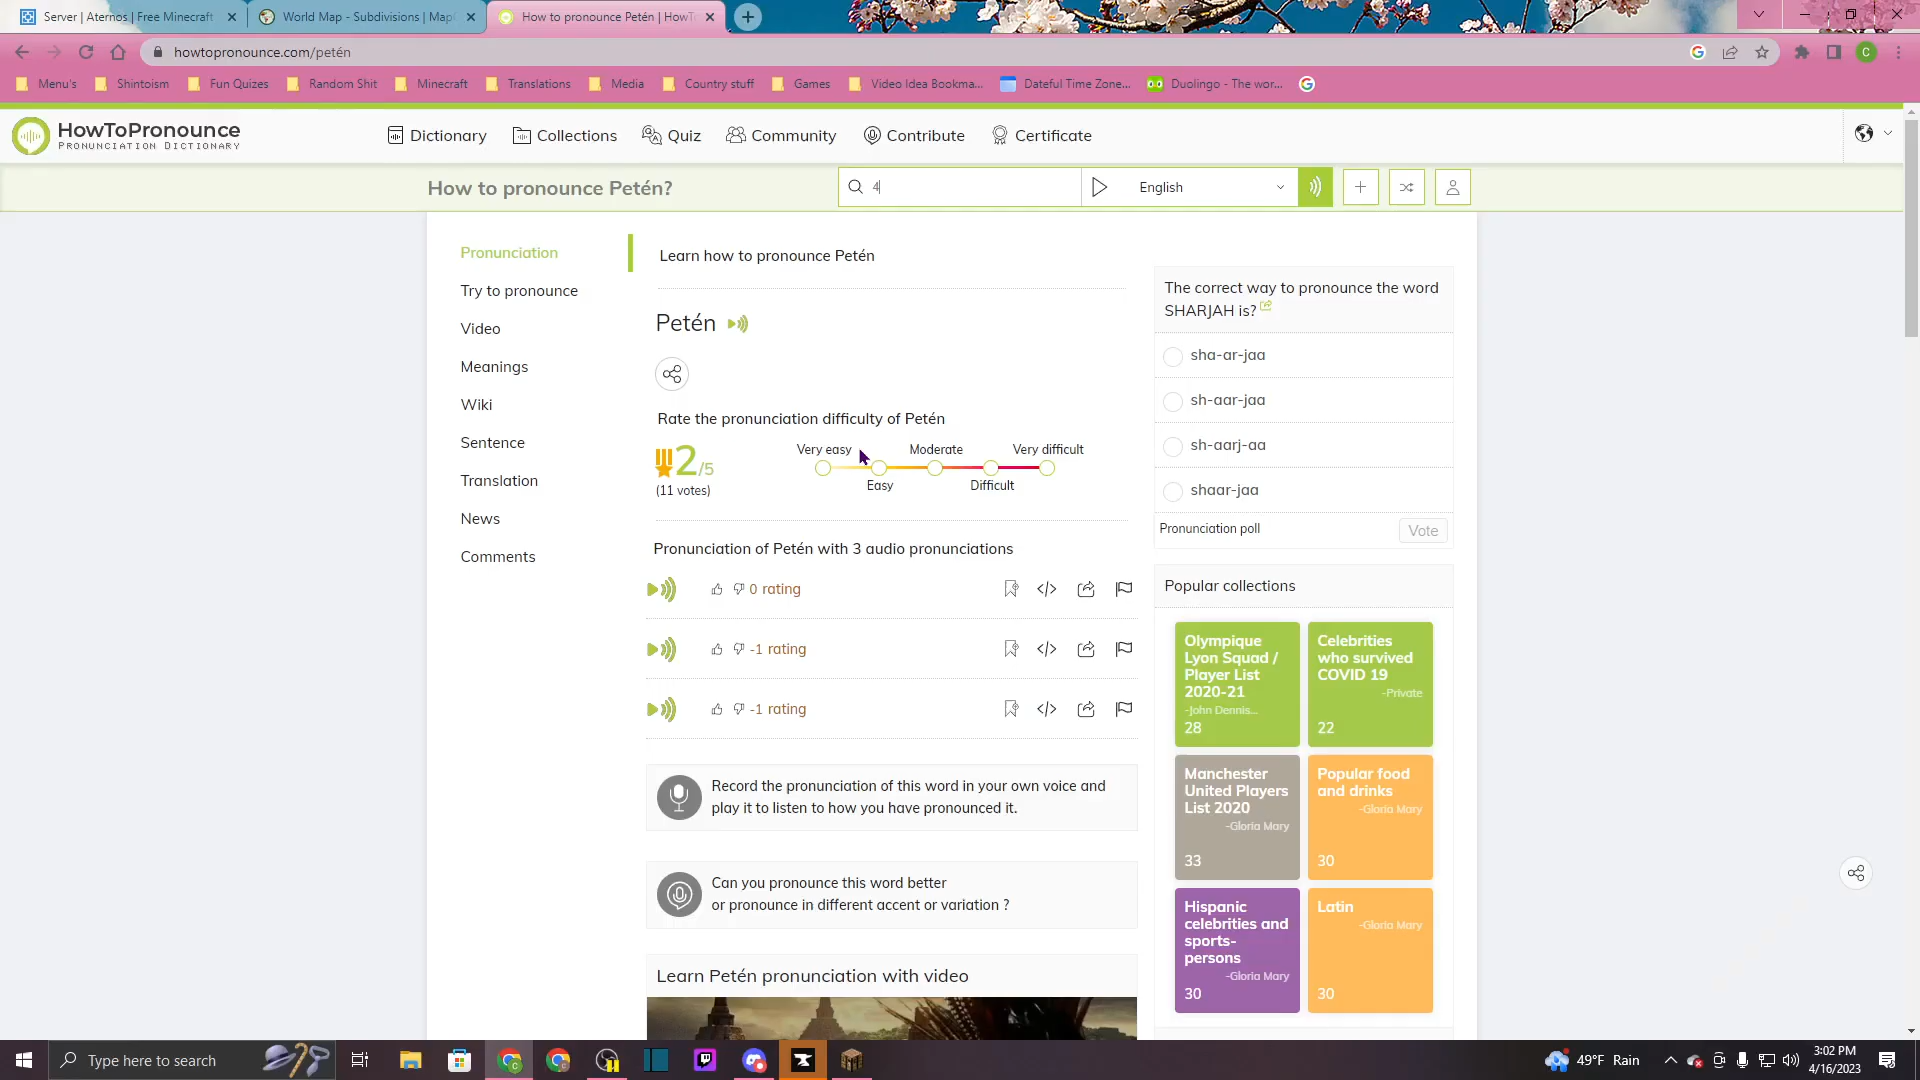 Server | Aternos | Free Minecraft
World Map - Subdivisions | Map
How to pronounce Petén | HowT
howtopronounce.com/petén
C
Menu's
Shintoism
Fun Quizes
Random Shit
Minecraft
Translations
Media
Country stuff
Games
Video Idea Bookma...
Dateful Time Zone...
Duolingo - The wor...
HowToPronounce
PRONUNCIATION DICTIONARY
Dictionary
Collections
Quiz
Community
Contribute
Certificate
How to pronounce Petén?
4
English
Pronunciation
Try to pronounce
Video
Meanings
Wiki
Sentence
Translation
News
Comments
Learn how to pronounce Petén
Petén
Rate the pronunciation difficulty of Petén
2/5
(11 votes)
Very easy
Moderate
Very difficult
Easy
Difficult
Pronunciation of Petén with 3 audio pronunciations
0 rating
-1 rating
-1 rating
Record the pronunciation of this word in your own voice and
play it to listen to how you have pronounced it.
Can you pronounce this word better
or pronounce in different accent or variation ?
Learn Petén pronunciation with video
The correct way to pronounce the word
SHARJAH is?
sha-ar-jaa
sh-aar-jaa
sh-aarj-aa
shaar-jaa
Pronunciation poll
Vote
Popular collections
Olympique
Lyon Squad /
Player List
2020-21
-John Dennis...
28
Celebrities
who survived
COVID 19
-Private
22
Manchester
United Players
List 2020
-Gloria Mary
33
Popular food
and drinks
-Gloria Mary
30
Hispanic
celebrities and
sports-
persons
-Gloria Mary
30
Latin
-Gloria Mary
30
Type here to search
49°F Rain
3:02 PM
4/16/2023